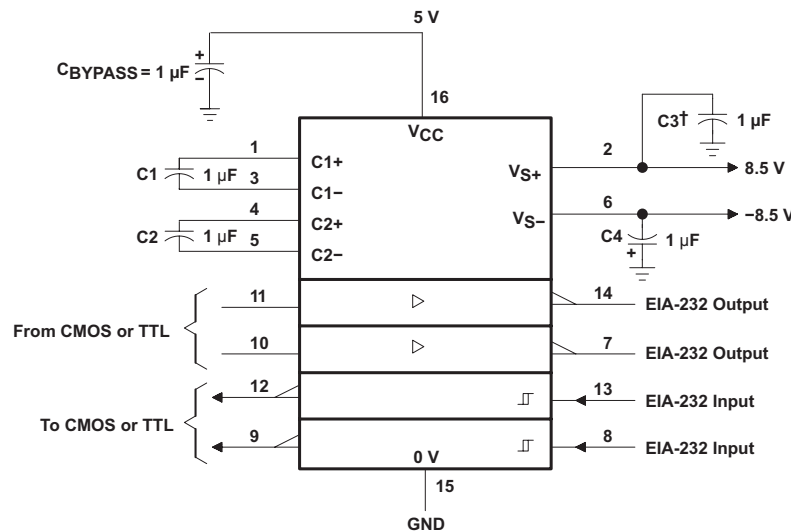 5 V
CBYPASS = 1 µF
+
−
16
VCC
C3†
1 µF
1
C1+
2
VS+
8.5 V
C1
1 µF
3
C1−
4
C2+
6
VS−
−8.5 V
C2
1 µF
5
C2−
C4
1 µF
+
11
14
EIA-232 Output
From CMOS or TTL
10
7
EIA-232 Output
12
13
EIA-232 Input
To CMOS or TTL
9
8
EIA-232 Input
0 V
15
GND